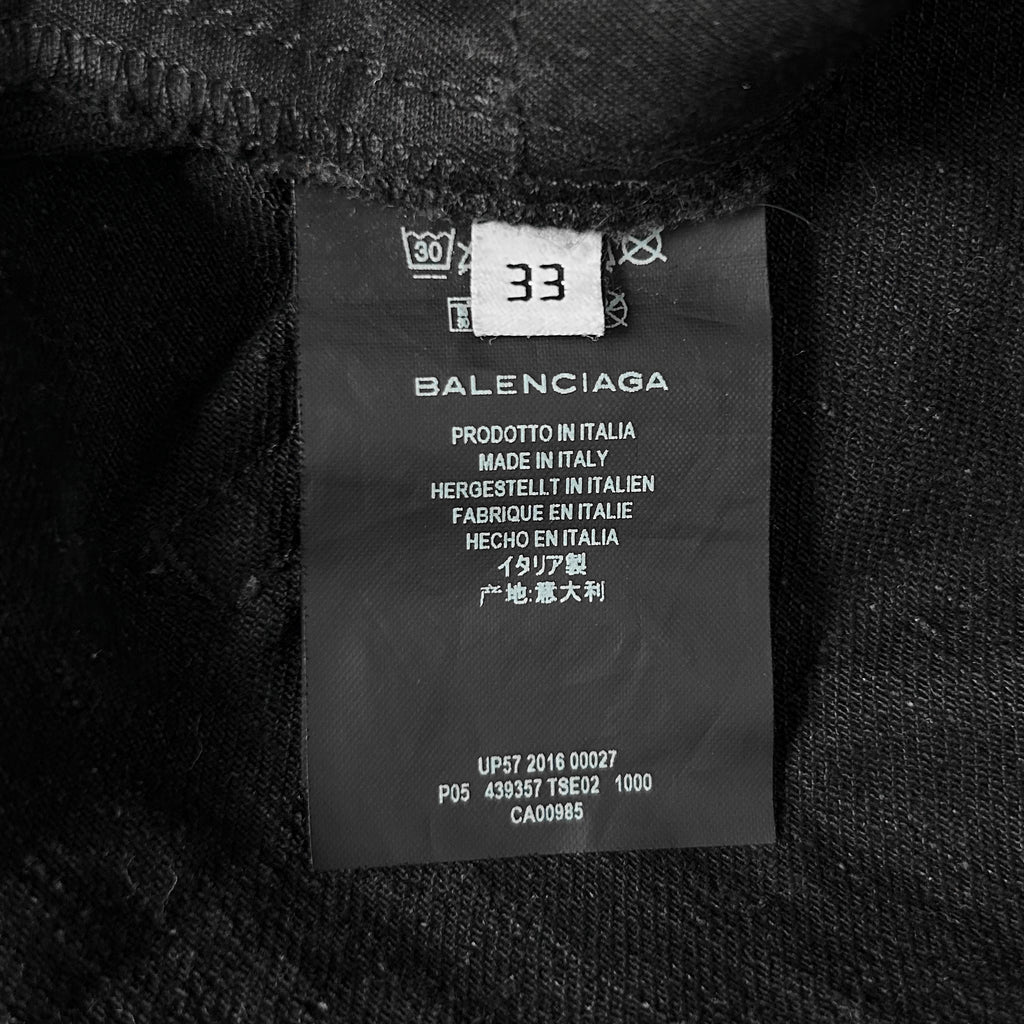 30
33
BALENCIAGA
PRODOTTO IN ITALIA
MADE IN ITALY
HERGESTELLT IN ITALIEN
FABRIQUE EN ITALIE
HECHO EN ITALIA
イタリア製
产地:意大利
UP57 2016 00027
P05 439357 TSE02 1000
CA00985